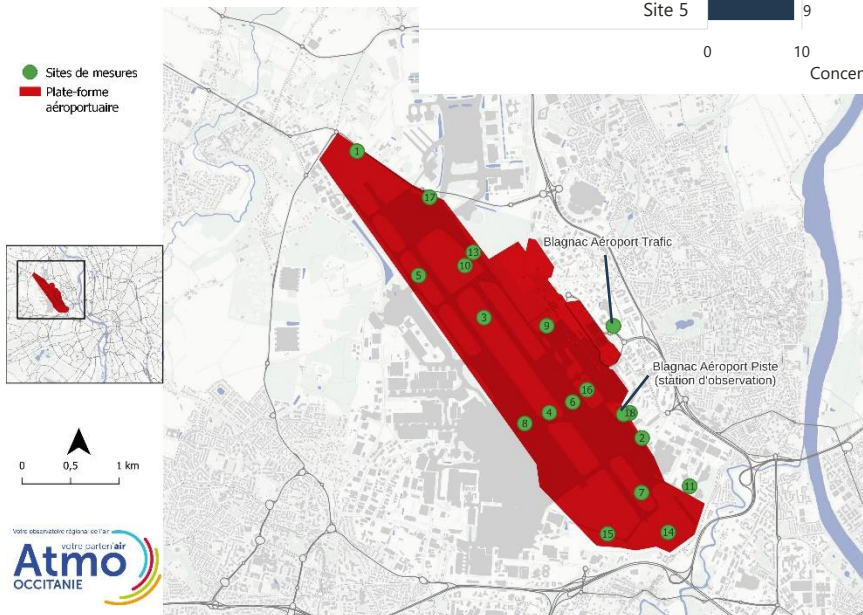 Site 5
9
0
10
Concen
Sites de mesures
Plate-forme
aéroportuaire
1
17
Blagnac Aéroport Trafic
13
10
5
3
9
Blagnac Aéroport Piste
(station d'observation)
16
6
4
18
8
2
11
7
15
14
0 0,5 1 km
Votre observatoire régional de l'air
votre parten'air
Atmo
OCCITANIE